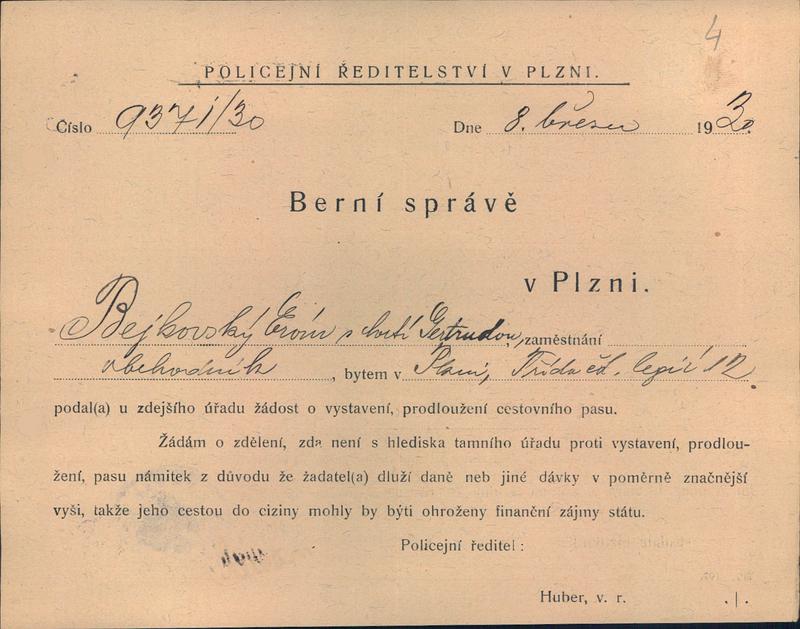 4
POLICEJNÍ ŘEDITELSTVÍ V PLZNI.
Číslo 9371/30 Dne 8. března 1930.
Berní správě
v Plzni.
Bejkovský Ervín s chotí Gertrudou, zaměstnání
obchodník, bytem v Plzni, Třída čsl. legií 12
podal(a) u zdejšího úřadu žádost o vystavení, prodloužení cestovního pasu.
Žádám o zdělení, zda není s hlediska tamního úřadu proti vystavení, prodlou-
žení, pasu námitek z důvodu že žadatel(a) dluží daně neb jiné dávky v poměrně značnější
vyši, takže jeho cestou do ciziny mohly by býti ohroženy finanční zájmy státu.
Policejní ředitel:
Huber, v. r. .|.